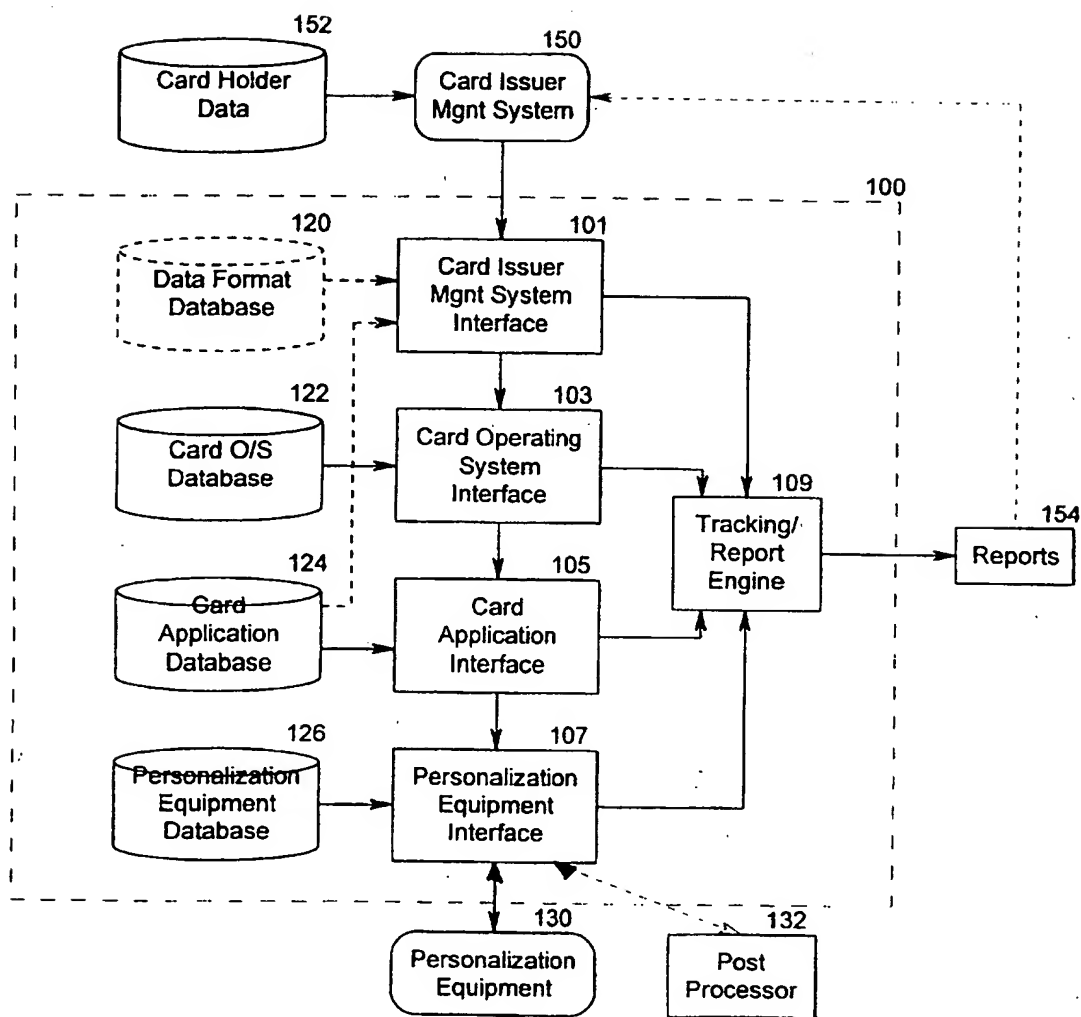 152
Card Holder
Data
150
Card Issuer
Mgnt System
100
120
Data Format
Database
101
Card Issuer
Mgnt System
Interface
122
Card O/S
Database
103
Card Operating
System
Interface
109
Tracking/
Report
Engine
154
Reports
124
Card
Application
Database
105
Card
Application
Interface
126
Personalization
Equipment
Database
107
Personalization
Equipment
Interface
130
Personalization
Equipment
132
Post
Processor